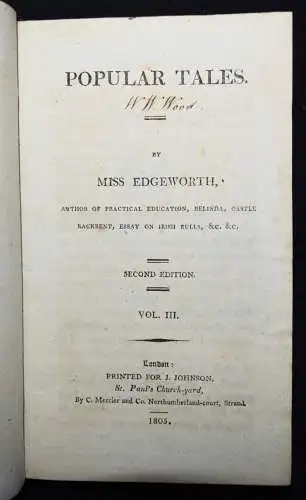 POPULAR TALES.
W W Wood
BY
MISS EDGEWORTH,
AUTHOR OF PRACTICAL EDUCATION, BELINDA, CASTLE
RACKRENT, ESSAY ON IRISH BULLS, &C. &C.
SECOND EDITION.
VOL. III.
London:
PRINTED FOR J. JOHNSON,
St. Paul's Church-yard,
By C. Mercier and Co. Northumberland-court, Strand.
1805.